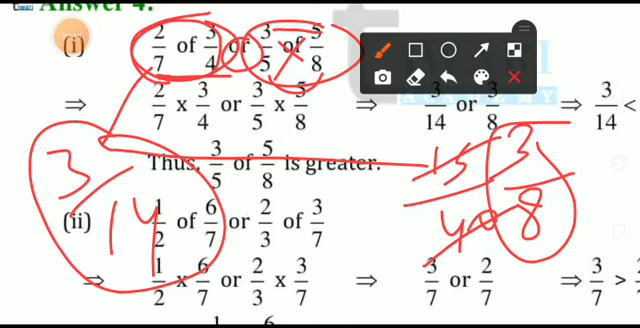 Answer 4:
(i) 2/7 of 3/4 or 3/5 of 5/8
⇒ 2/7 x 3/4 or 3/5 x 5/8 ⇒ 3/14 or 3/8 ⇒ 3/14 <
Thus, 3/5 of 5/8 is greater.
3/14
15/40 3/8
(ii) 1/2 of 6/7 or 2/3 of 3/7
⇒ 1/2 x 6/7 or 2/3 x 3/7 ⇒ 3/7 or 2/7 ⇒ 3/7 >